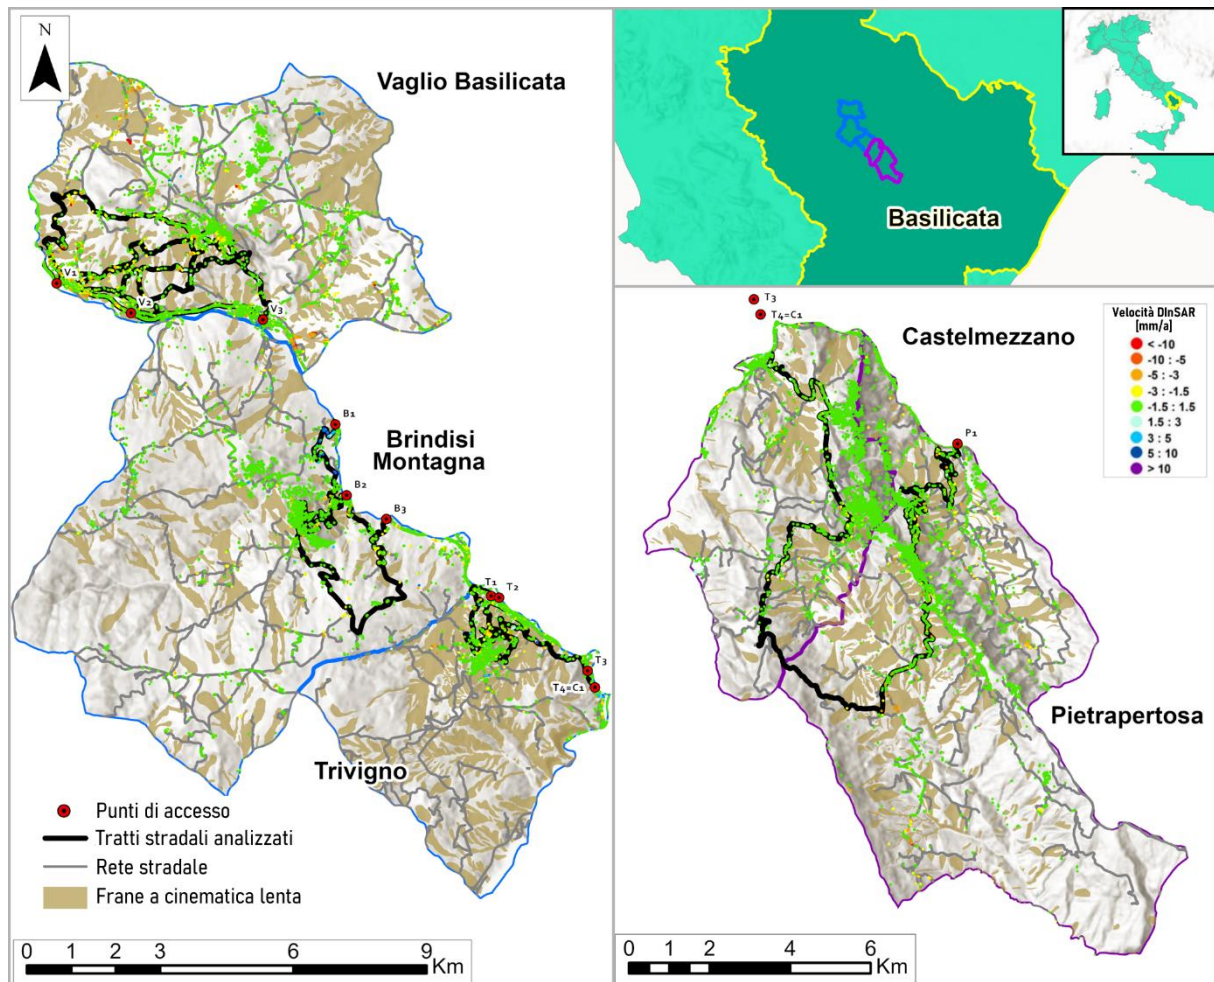 N
Vaglio Basilicata
V1
V2
V3
Brindisi
Montagna
B1
B2
B3
T1
T2
T3
T4=C1
Trivigno
Punti di accesso
Tratti stradali analizzati
Rete stradale
Frane a cinematica lenta
0 1 2 3 6 9
Km
Basilicata
T3
T4=C1
Castelmezzano
P1
Pietrapertosa
Velocità DInSAR
[mm/a]
< -10
-10 : -5
-5 : -3
-3 : -1.5
-1.5 : 1.5
1.5 : 3
3 : 5
5 : 10
> 10
0 1 2 4 6
Km